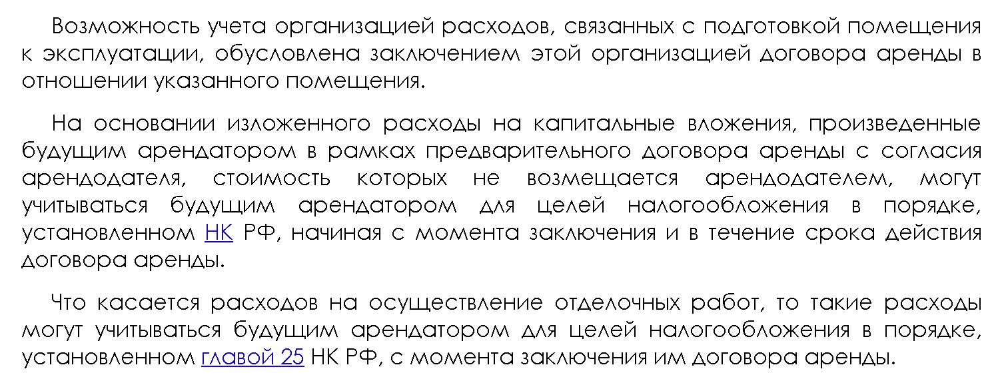 Возможность учета организацией расходов, связанных с подготовкой помещения
к эксплуатации, обусловлена заключением этой организацией договора аренды в
отношении указанного помещения.
На основании изложенного расходы на капитальные вложения, произведенные
будущим арендатором в рамках предварительного договора аренды с согласия
арендодателя, стоимость которых не возмещается арендодателем, могут
учитываться будущим арендатором для целей налогообложения в порядке,
установленном НК РФ, начиная с момента заключения и в течение срока действия
договора аренды.
Что касается расходов на осуществление отделочных работ, то такие расходы
могут учитываться будущим арендатором для целей налогообложения в порядке,
установленном главой 25 НК РФ, с момента заключения им договора аренды.